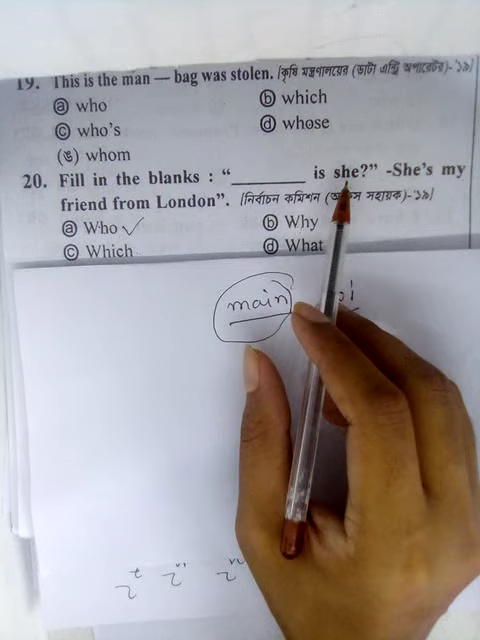 19. This is the man — bag was stolen. [কৃষি মন্ত্রণালয়ের (ডাটা এন্ট্রি অপারেটর)-'১৯]
ⓐ who ⓑ which
ⓒ who's ⓓ whose
(ঙ) whom
20. Fill in the blanks : “________ is she?” -She's my
friend from London”. [নির্বাচন কমিশন সহায়ক)-'১৯]
ⓐ Who ✓ ⓑ Why
ⓒ Which ⓓ What
main